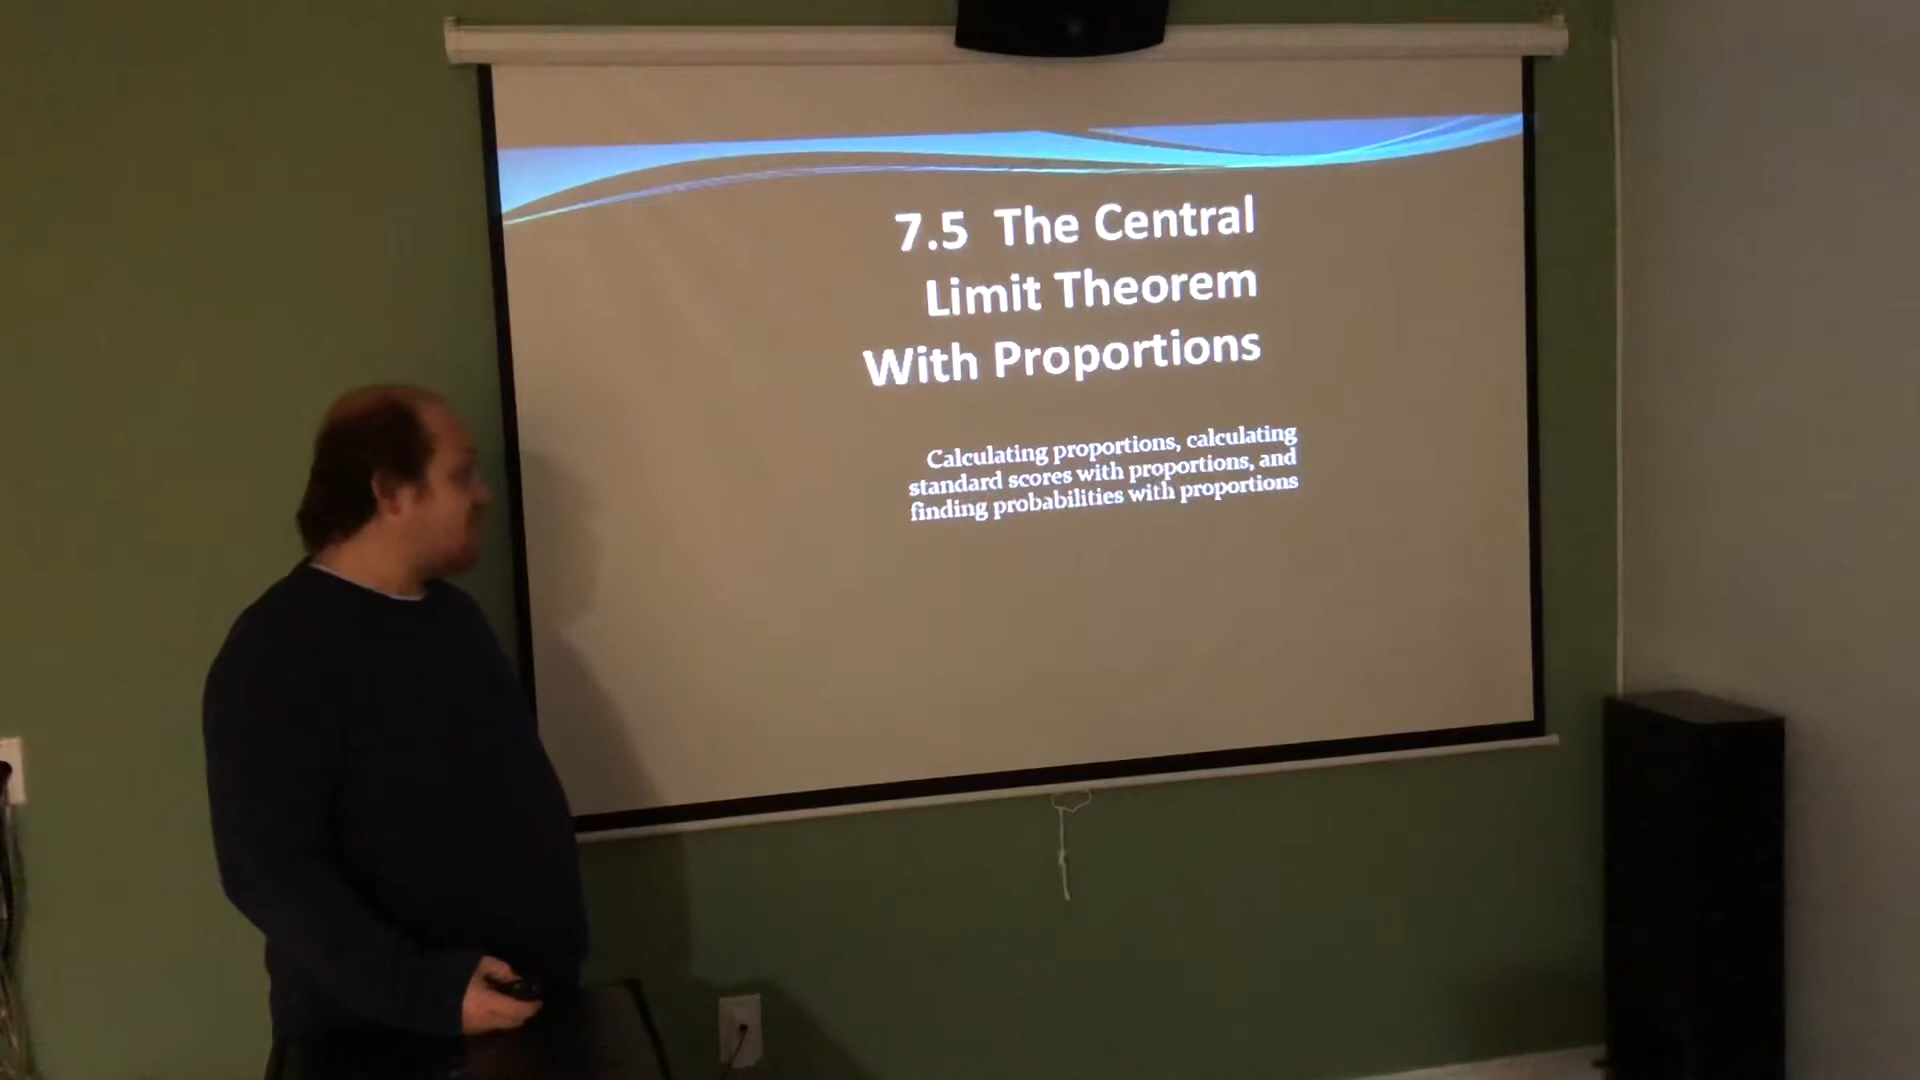 7.5 The Central
Limit Theorem
With Proportions
Calculating proportions, calculating
standard scores with proportions, and
finding probabilities with proportions